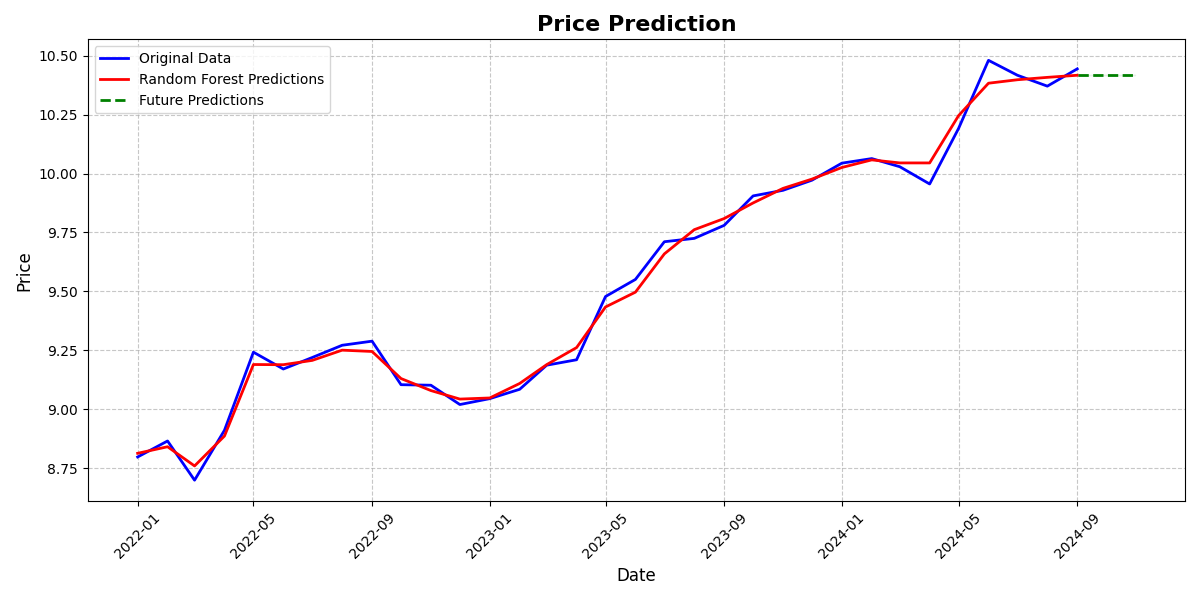 Price Prediction
Original Data
Random Forest Predictions
Future Predictions
Price
10.50
10.25
10.00
9.75
9.50
9.25
9.00
8.75
2022-01
2022-05
2022-09
2023-01
2023-05
2023-09
2024-01
2024-05
2024-09
Date